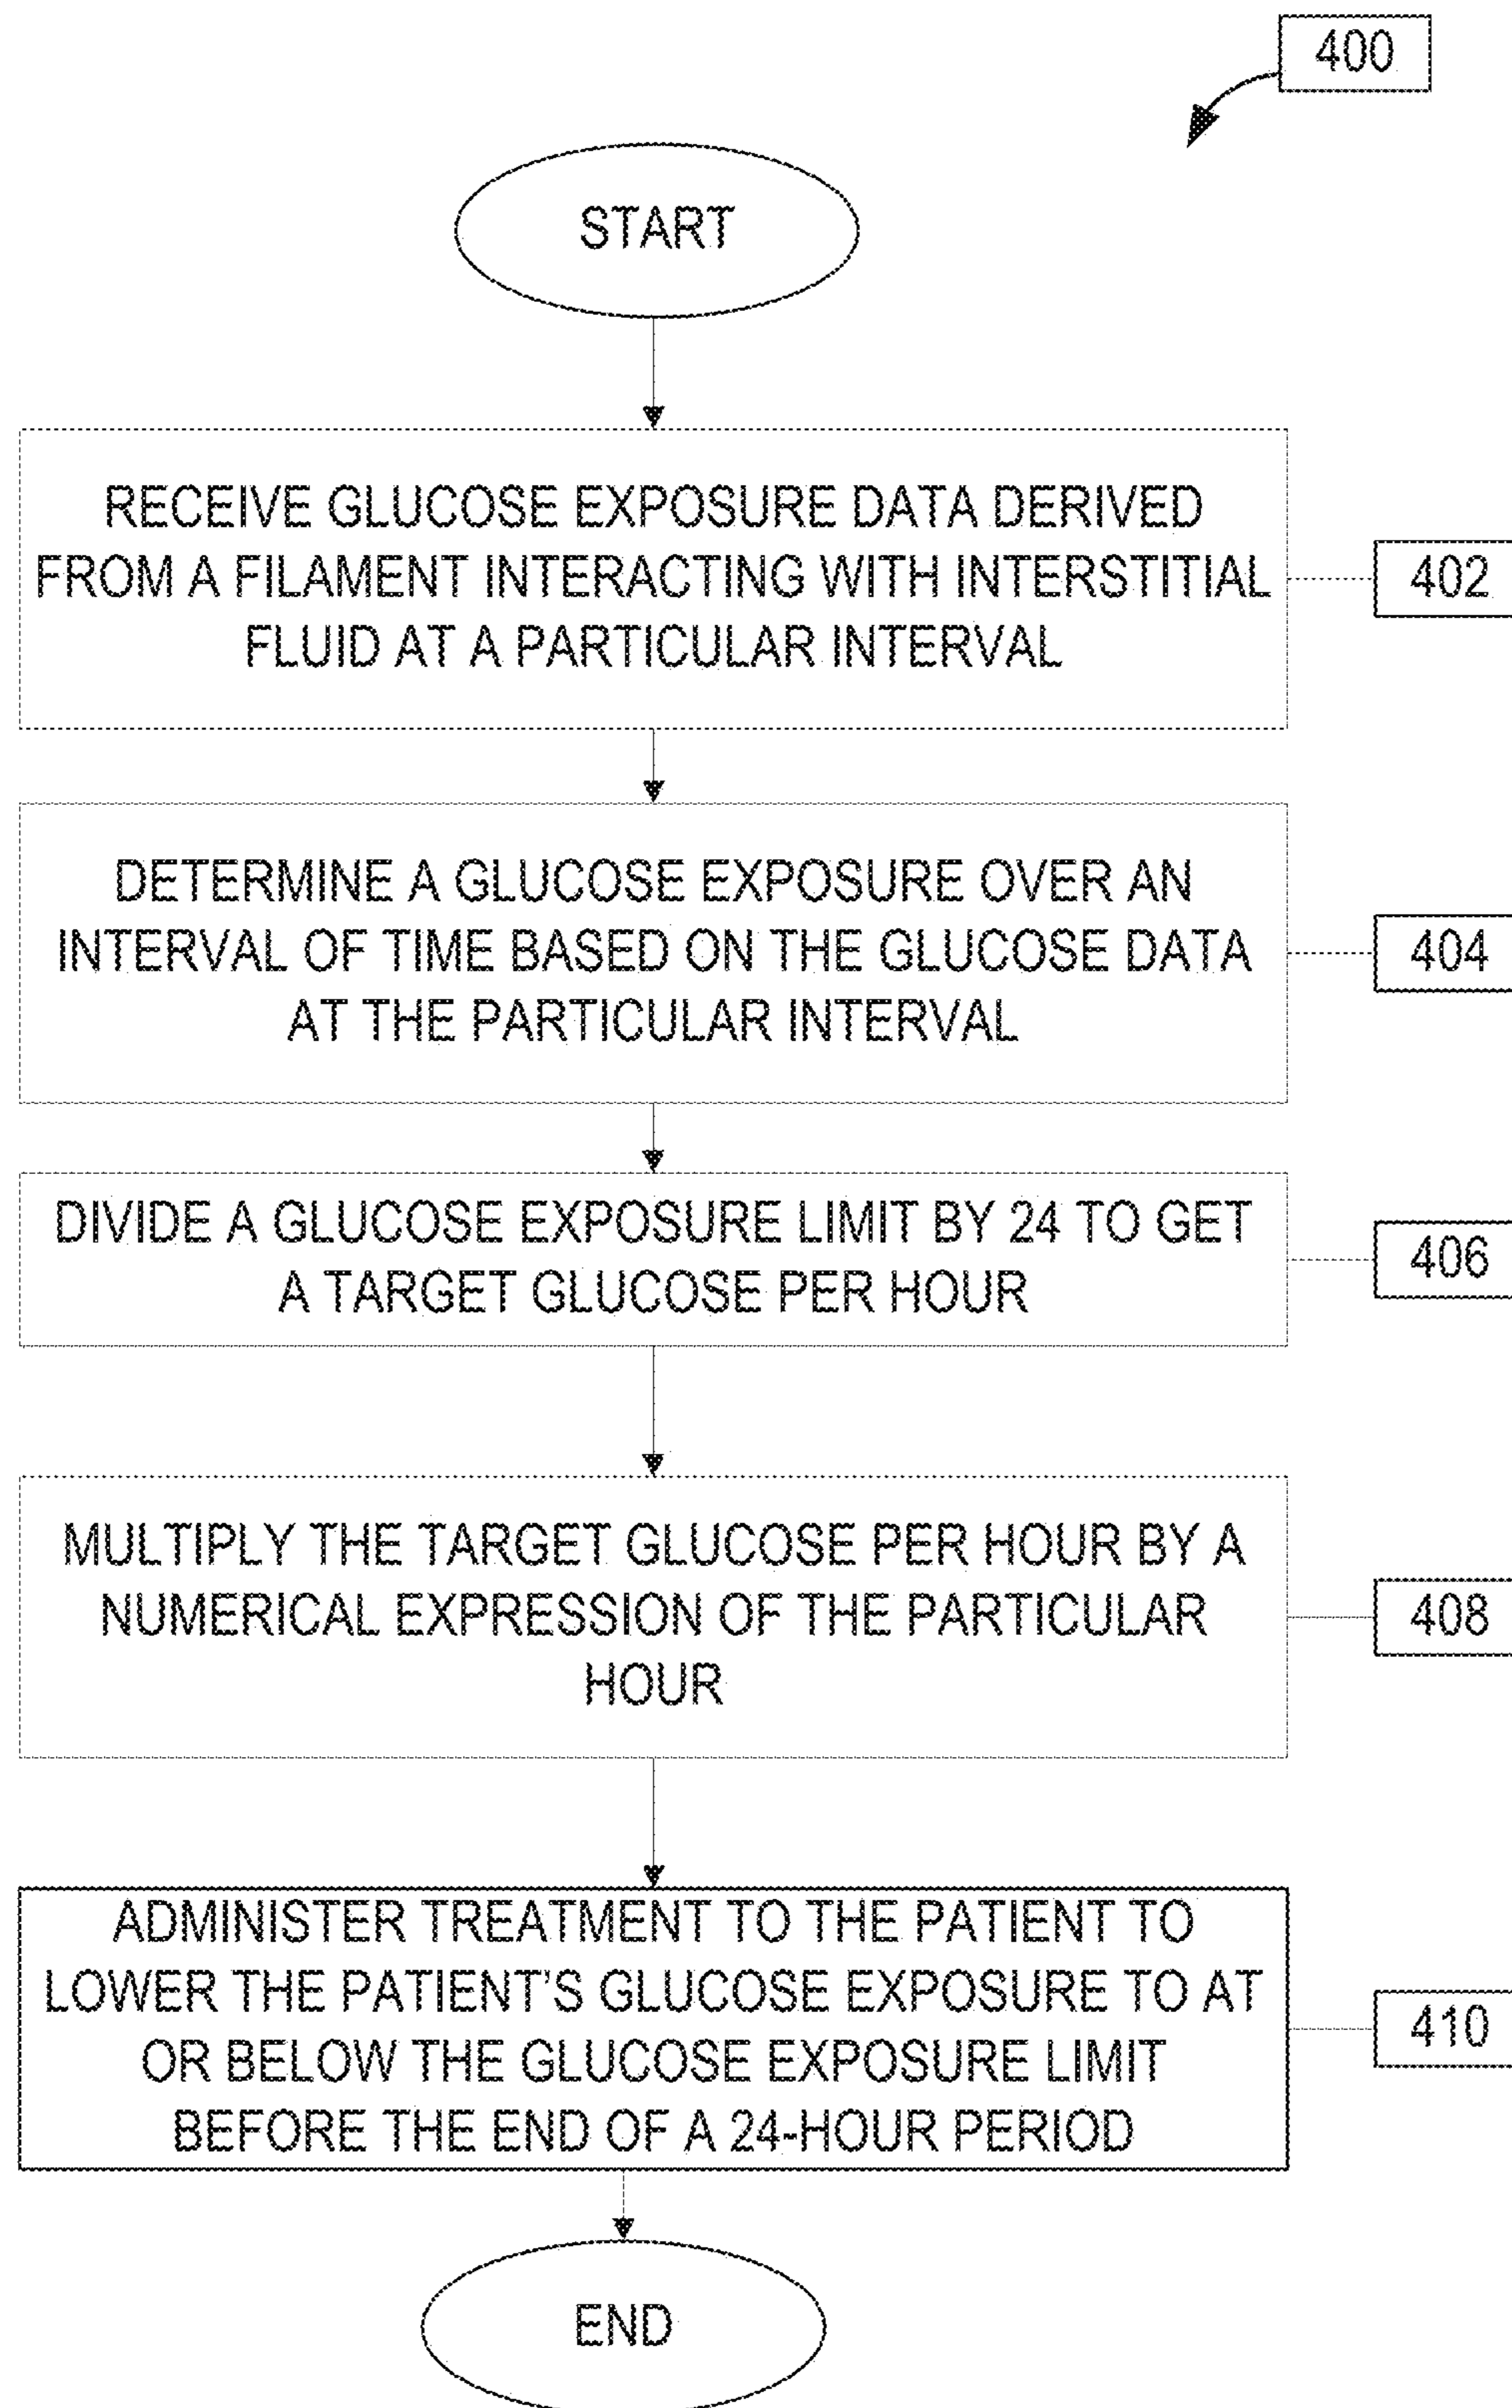 400
START
RECEIVE GLUCOSE EXPOSURE DATA DERIVED
FROM A FILAMENT INTERACTING WITH INTERSTITIAL
FLUID AT A PARTICULAR INTERVAL
402
DETERMINE A GLUCOSE EXPOSURE OVER AN
INTERVAL OF TIME BASED ON THE GLUCOSE DATA
AT THE PARTICULAR INTERVAL
404
DIVIDE A GLUCOSE EXPOSURE LIMIT BY 24 TO GET
A TARGET GLUCOSE PER HOUR
406
MULTIPLY THE TARGET GLUCOSE PER HOUR BY A
NUMERICAL EXPRESSION OF THE PARTICULAR
HOUR
408
ADMINISTER TREATMENT TO THE PATIENT TO
LOWER THE PATIENT'S GLUCOSE EXPOSURE TO AT
OR BELOW THE GLUCOSE EXPOSURE LIMIT
BEFORE THE END OF A 24-HOUR PERIOD
410
END